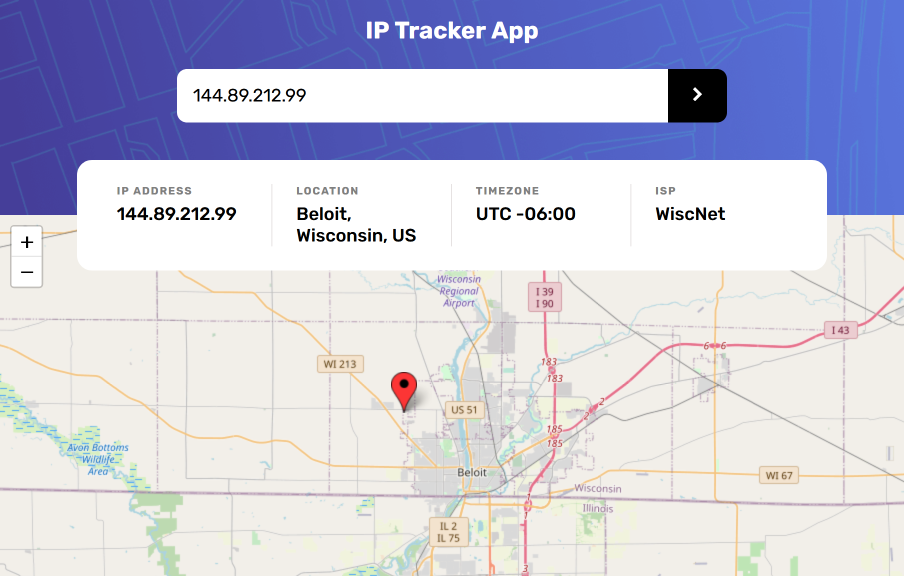 IP Tracker App
144.89.212.99
IP ADDRESS
144.89.212.99
LOCATION
Beloit,
Wisconsin, US
TIMEZONE
UTC -06:00
ISP
WiscNet
+
−
Wisconsin
Regional
Airport
I 39
I 90
I 43
6 6
183
183
WI 213
2
US 51
185
185
Avon Bottoms
Wildlife
Area
Beloit
WI 67
1
Wisconsin
Illinois
1
IL 2
IL 75
3